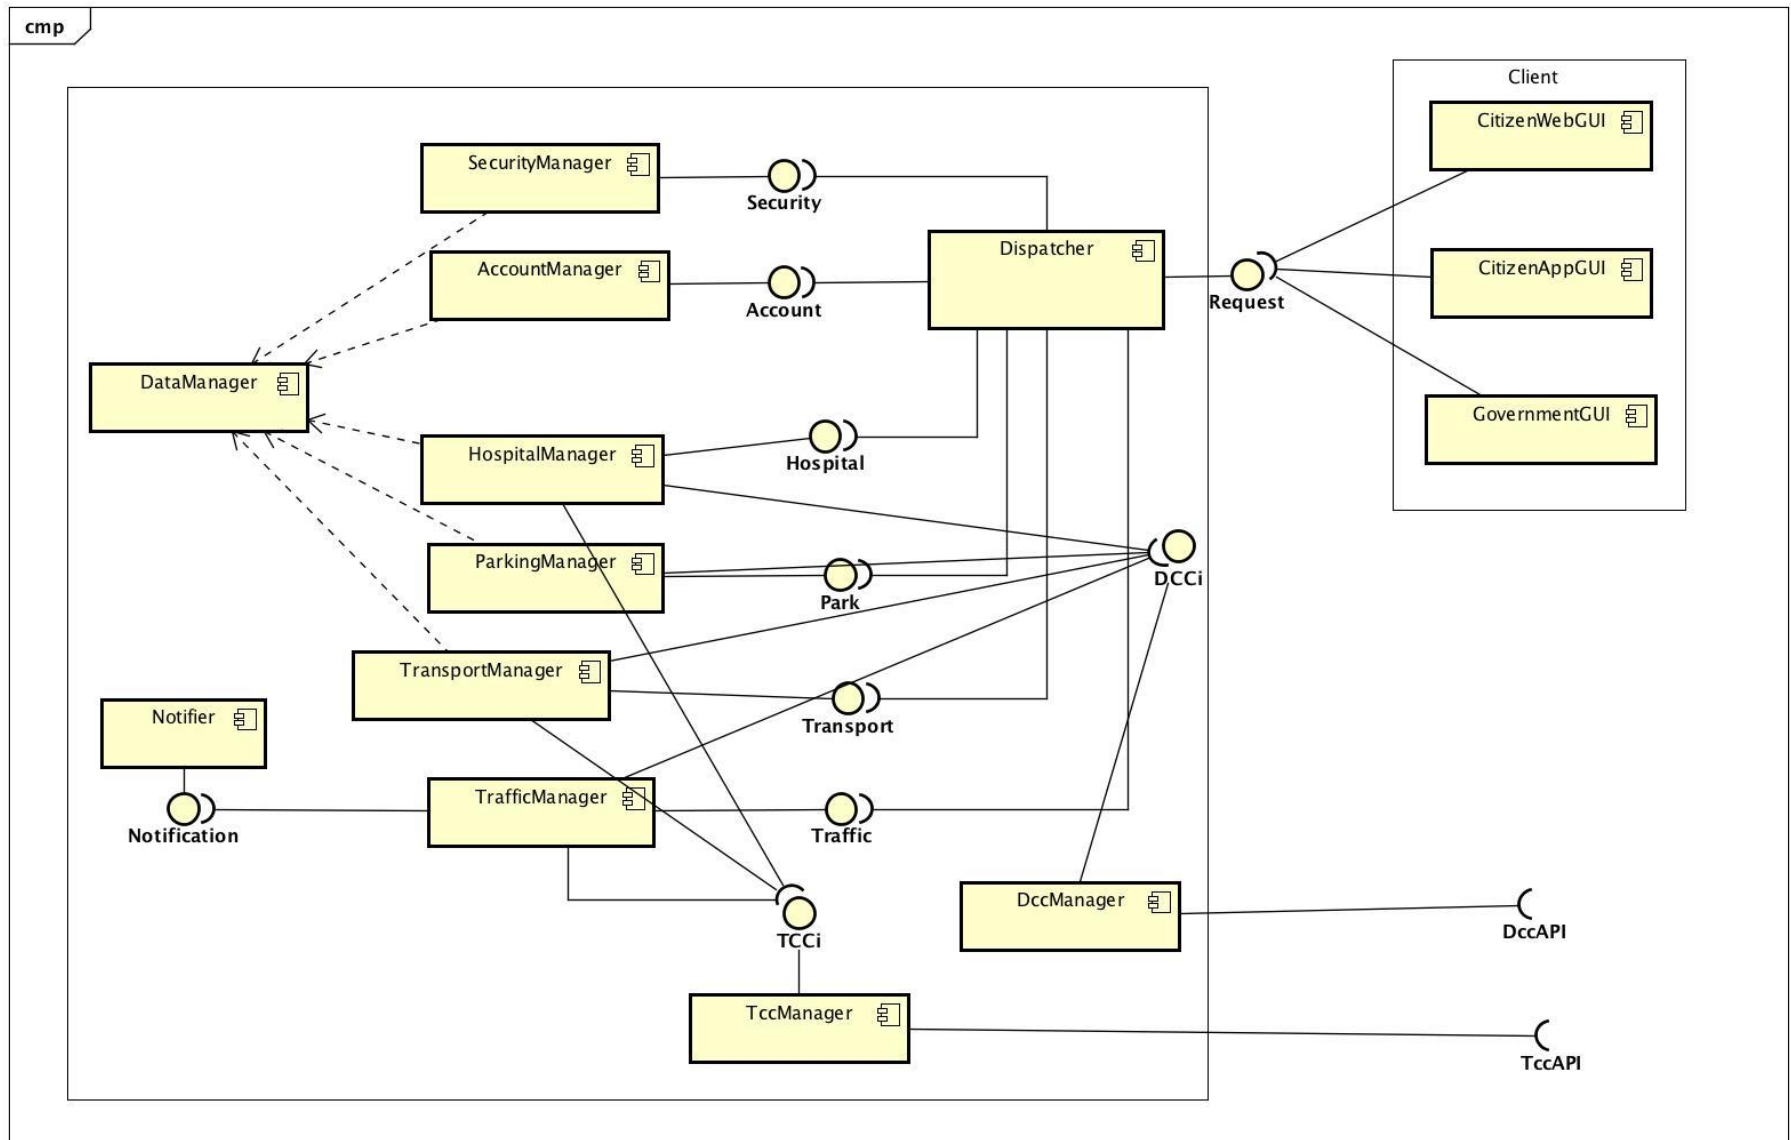 cmp
Client
CitizenWebGUI
SecurityManager
Security
Dispatcher
AccountManager
Account
Request
CitizenAppGUI
DataManager
GovernmentGUI
HospitalManager
Hospital
ParkingManager
Park
DCCi
TransportManager
Transport
Notifier
Notification
TrafficManager
Traffic
DccManager
DccAPI
TCCi
TccManager
TccAPI